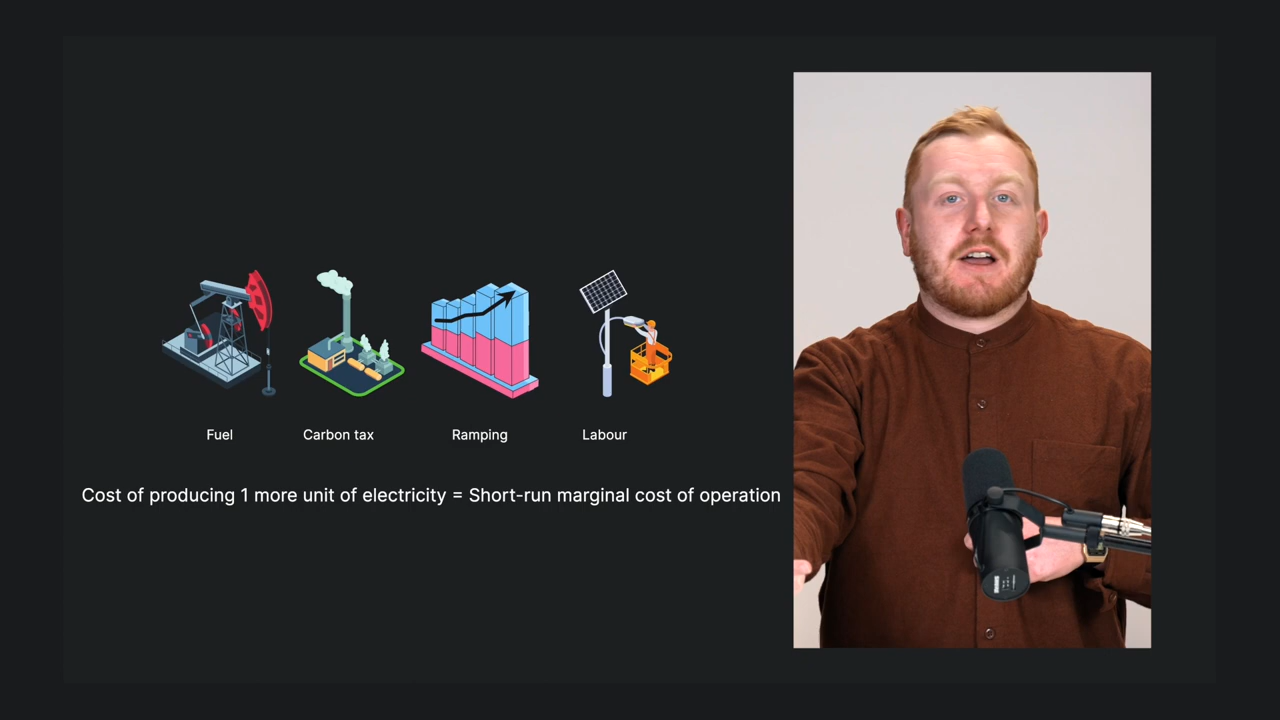 Fuel
Carbon tax
Ramping
Labour
Cost of producing 1 more unit of electricity = Short-run marginal cost of operation